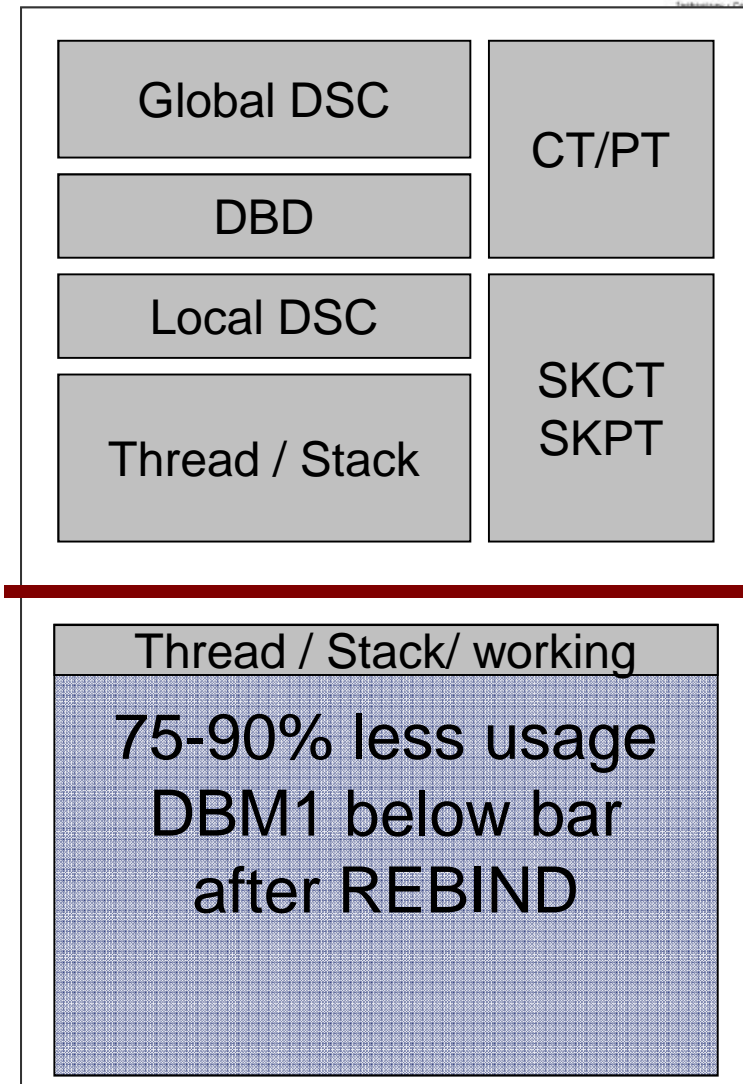 Global DSC
CT/PT
DBD
Local DSC
SKCT
SKPT
Thread / Stack
Thread / Stack/ working
75-90% less usage
DBM1 below bar
after REBIND